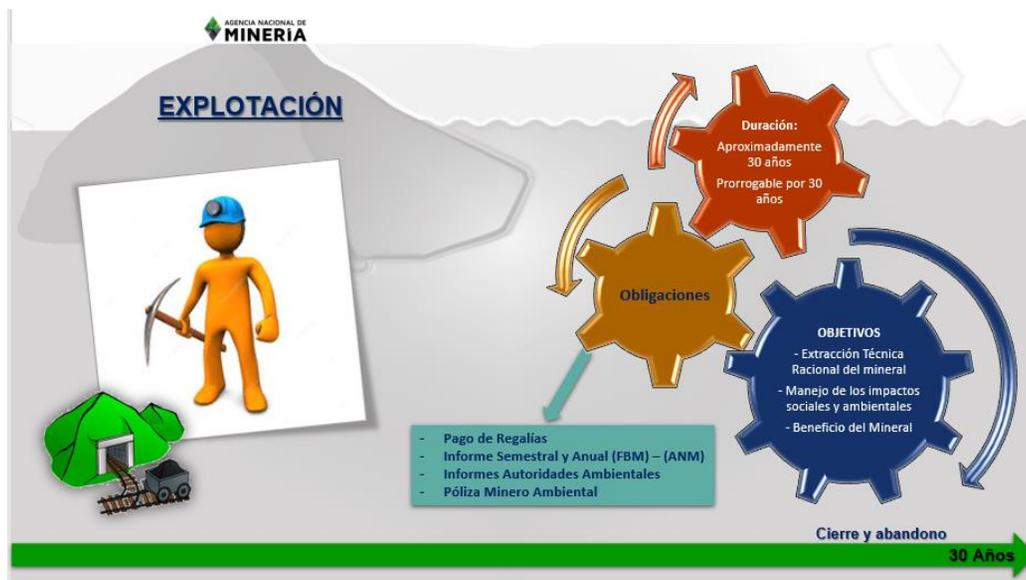 AGENCIA NACIONAL DE
MINERÍA
EXPLOTACIÓN
Duración:
Aproximadamente
30 años
Prorrogable por 30
años
Obligaciones
OBJETIVOS
- Extracción Técnica
Racional del mineral
- Manejo de los impactos
sociales y ambientales
- Beneficio del Mineral
- Pago de Regalías
- Informe Semestral y Anual (FBM) – (ANM)
- Informes Autoridades Ambientales
- Póliza Minero Ambiental
Cierre y abandono
30 Años